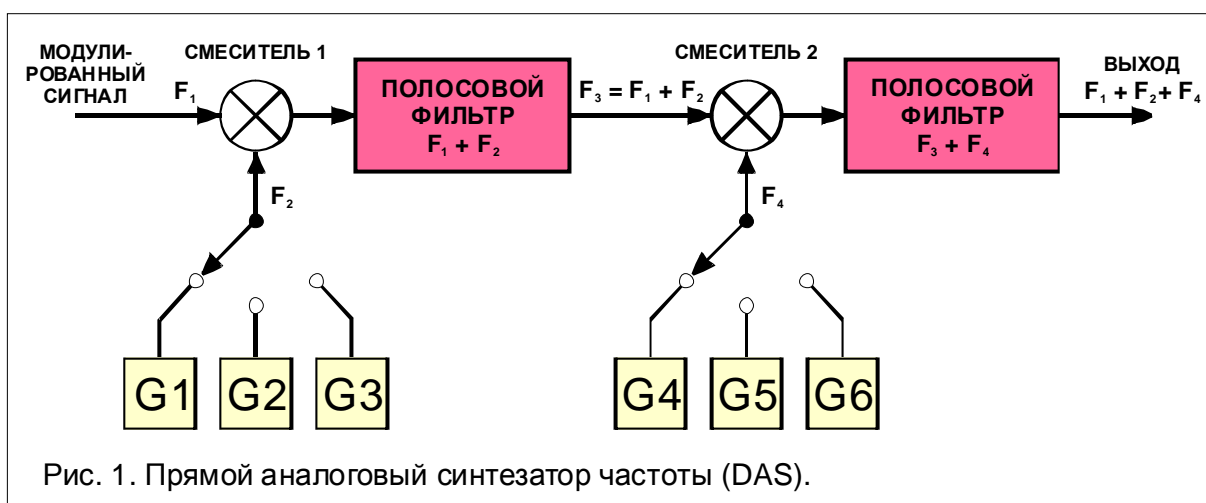 МОДУЛИ-
РОВАННЫЙ
СИГНАЛ
F₁
СМЕСИТЕЛЬ 1
F₂
ПОЛОСОВОЙ
ФИЛЬТР
F₁ + F₂
F₃ = F₁ + F₂
СМЕСИТЕЛЬ 2
F₄
ПОЛОСОВОЙ
ФИЛЬТР
F₃ + F₄
ВЫХОД
F₁ + F₂+ F₄
G1
G2
G3
G4
G5
G6
Рис. 1. Прямой аналоговый синтезатор частоты (DAS).